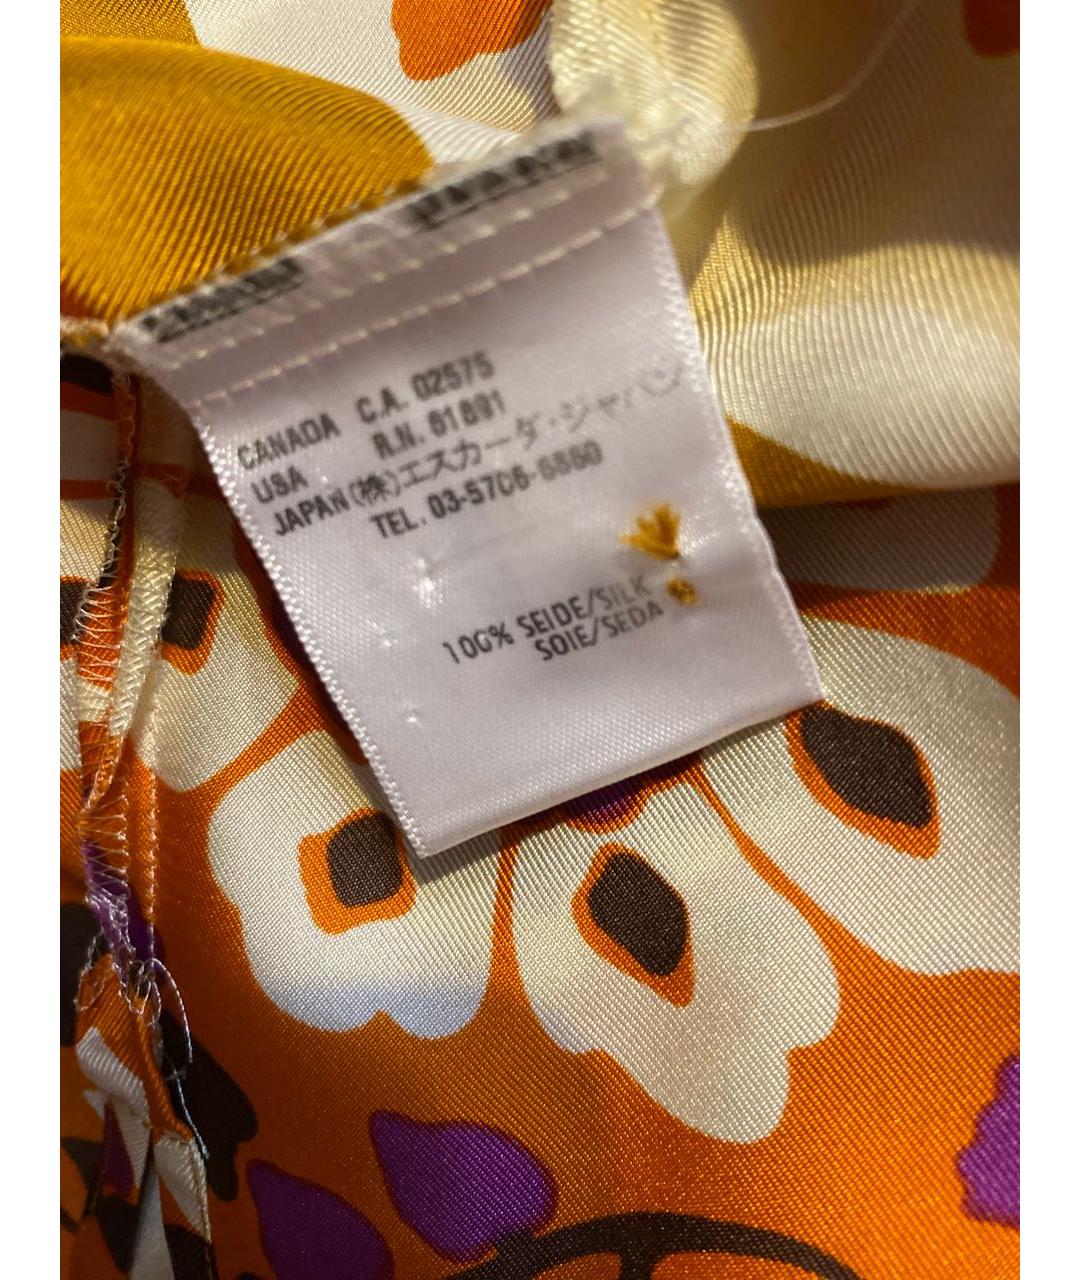 CANADA C.A. 02575
USA R.N. 81891
JAPAN(株)エスカーダ・ジャパン
TEL. 03-5706-6860
100% SEIDE/SILK
SOIE/SEDA